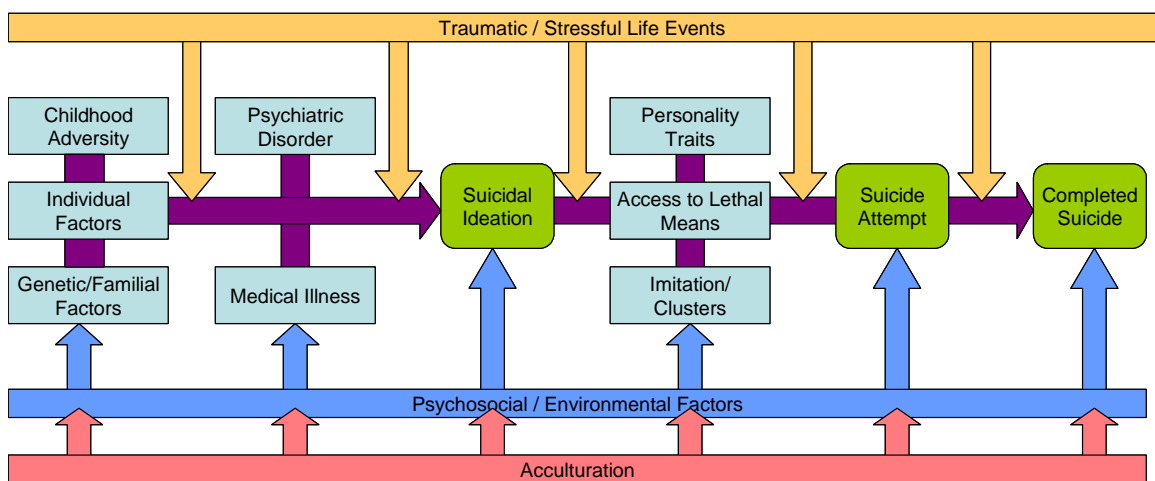 Traumatic / Stressful Life Events
Childhood
Adversity
Psychiatric
Disorder
Personality
Traits
Individual
Factors
Suicidal
Ideation
Access to Lethal
Means
Suicide
Attempt
Completed
Suicide
Genetic/Familial
Factors
Medical Illness
Imitation/
Clusters
Psychosocial / Environmental Factors
Acculturation